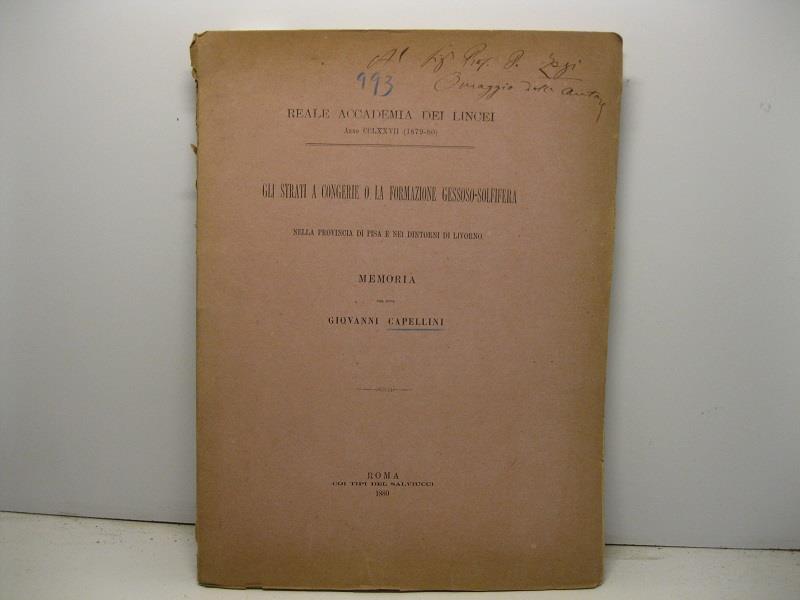 Al Sigr Prof. P.
Omaggio dell' autore
993
REALE ACCADEMIA DEI LINCEI
ANNO CCLXXVII (1879-80)
GLI STRATI A CONGERIE O LA FORMAZIONE GESSOSO-SOLFIFERA
NELLA PROVINCIA DI PISA E NEI DINTORNI DI LIVORNO
MEMORIA
GIOVANNI CAPELLINI
ROMA
COI TIPI DEL SALVIUCCI
1880